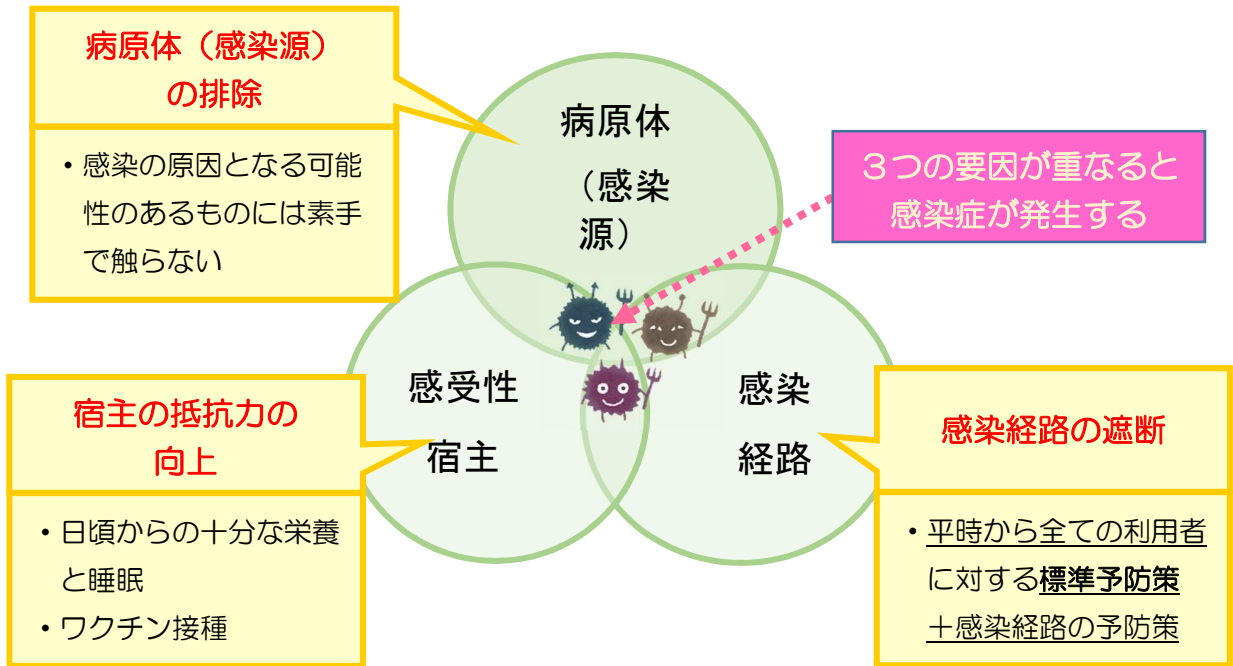 病原体（感染源）
の排除
・感染の原因となる可能
性のあるものには素手
で触らない
病原体
（感染
源）
３つの要因が重なると
感染症が発生する
感受性
宿主
感染
経路
宿主の抵抗力の
向上
・日頃からの十分な栄養
と睡眠
・ワクチン接種
感染経路の遮断
・平時から全ての利用者
に対する標準予防策
＋感染経路の予防策